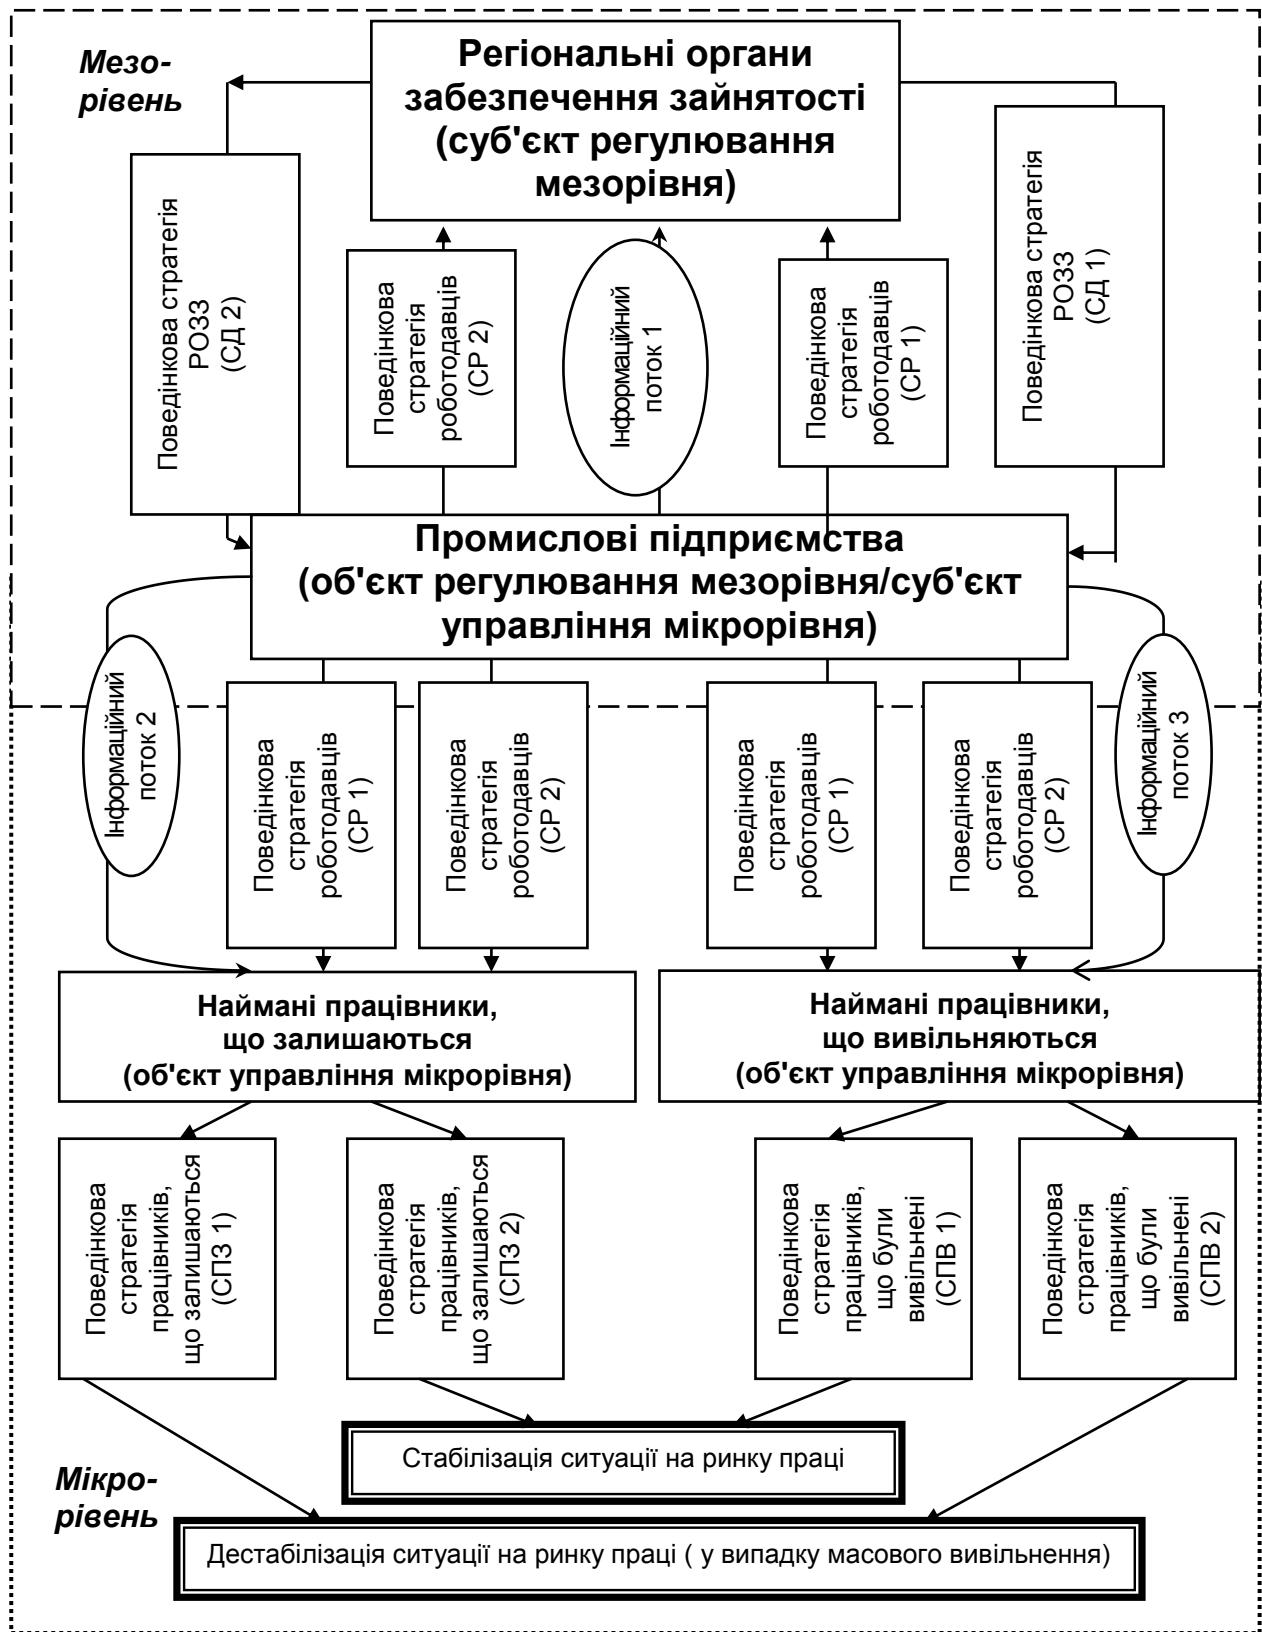 Мезо-
рівень
Регіональні органи
забезпечення зайнятості
(суб'єкт регулювання
мезорівня)
Поведінкова стратегія
РОЗЗ
(СД 2)
Поведінкова
стратегія
роботодавців
(СР 2)
Інформаційний
поток 1
Поведінкова
стратегія
роботодавців
(СР 1)
Поведінкова стратегія
РОЗЗ
(СД 1)
Промислові підприємства
(об'єкт регулювання мезорівня/суб'єкт
управління мікрорівня)
Інформаційний
поток 2
Поведінкова
стратегія
роботодавців
(СР 1)
Поведінкова
стратегія
роботодавців
(СР 2)
Поведінкова
стратегія
роботодавців
(СР 1)
Поведінкова
стратегія
роботодавців
(СР 2)
Інформаційний
поток 3
Наймані працівники,
що залишаються
(об'єкт управління мікрорівня)
Наймані працівники,
що вивільняються
(об'єкт управління мікрорівня)
Поведінкова
стратегія
працівників,
що залишаються
(СПЗ 1)
Поведінкова
стратегія
працівників,
що залишаються
(СПЗ 2)
Поведінкова
стратегія
працівників,
що були
вивільнені
(СПВ 1)
Поведінкова
стратегія
працівників,
що були
вивільнені
(СПВ 2)
Стабілізація ситуації на ринку праці
Мікро-
рівень
Дестабілізація ситуації на ринку праці ( у випадку масового вивільнення)